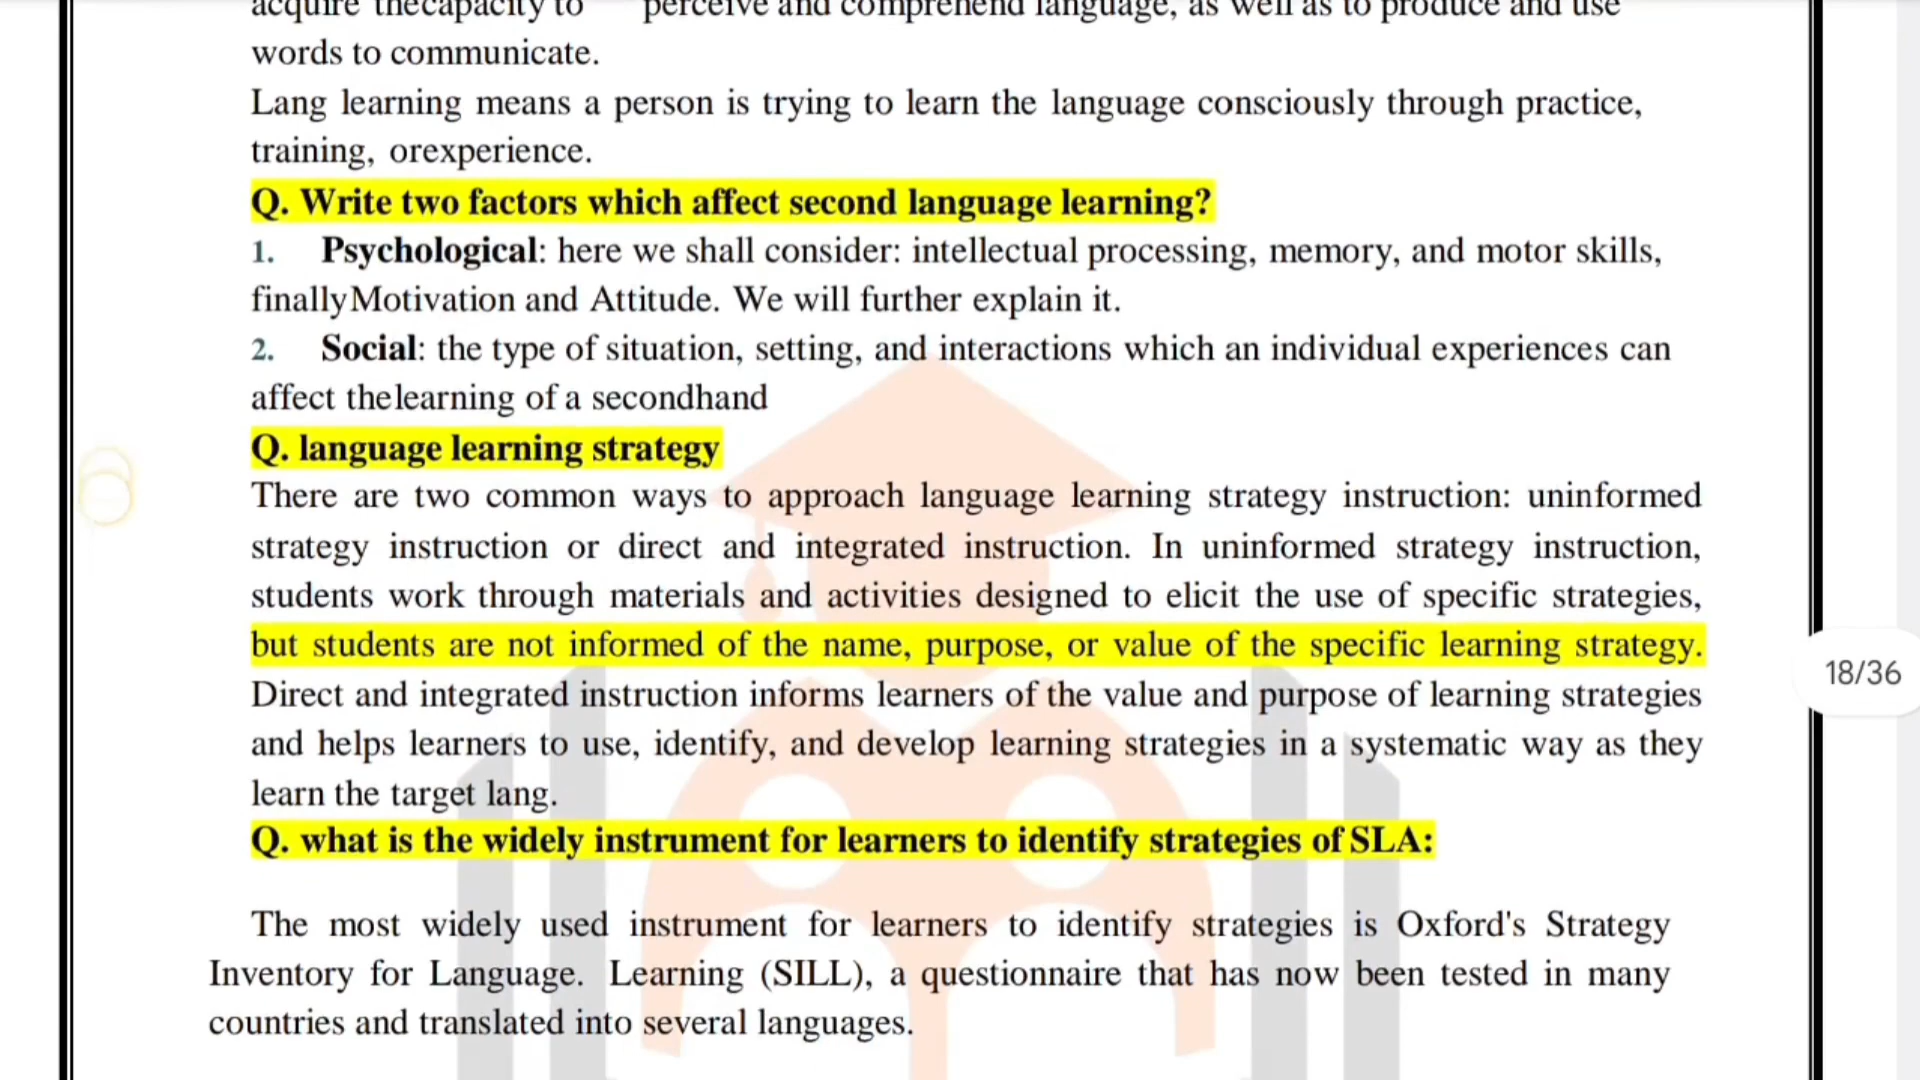 acquire thecapacity to perceive and comprehend language, as well as to produce and use
words to communicate.
Lang learning means a person is trying to learn the language consciously through practice,
training, orexperience.
Q. Write two factors which affect second language learning?
1. Psychological: here we shall consider: intellectual processing, memory, and motor skills,
finallyMotivation and Attitude. We will further explain it.
2. Social: the type of situation, setting, and interactions which an individual experiences can
affect thelearning of a secondhand
Q. language learning strategy
There are two common ways to approach language learning strategy instruction: uninformed
strategy instruction or direct and integrated instruction. In uninformed strategy instruction,
students work through materials and activities designed to elicit the use of specific strategies,
but students are not informed of the name, purpose, or value of the specific learning strategy.
Direct and integrated instruction informs learners of the value and purpose of learning strategies
and helps learners to use, identify, and develop learning strategies in a systematic way as they
learn the target lang.
18/36
Q. what is the widely instrument for learners to identify strategies of SLA:
The most widely used instrument for learners to identify strategies is Oxford's Strategy
Inventory for Language. Learning (SILL), a questionnaire that has now been tested in many
countries and translated into several languages.